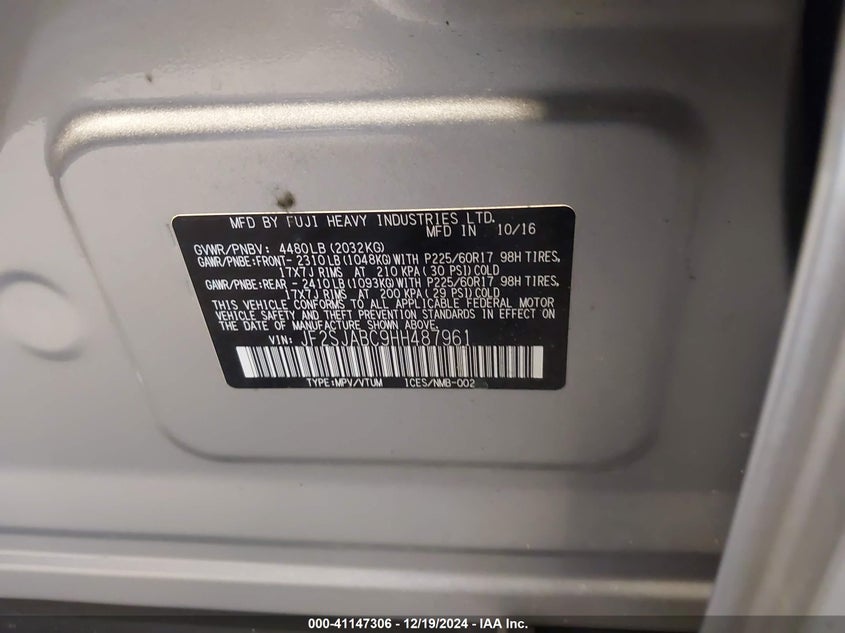 MFD BY FUJI HEAVY INDUSTRIES LTD.
MFD IN 10/16
GVWR/PNBV: 4480LB(2032KG)
GAWR/PNBE:FRONT- 2310LB(1048KG)WITH P225/60R17 98H TIRES,
17X7J RIMS AT 210 KPA(30 PSI)COLD
GAWR/PNBE:REAR - 2410LB(1093KG)WITH P225/60R17 98H TIRES,
17X7J RIMS AT 200 KPA(29 PSI)COLD
THIS VEHICLE CONFORMS TO ALL APPLICABLE FEDERAL MOTOR
VEHICLE SAFETY AND THEFT PREVENTION STANDARDS IN EFFECT ON
THE DATE OF MANUFACTURE SHOWN ABOVE.
VIN: JF2SJABC9HH487961
TYPE:MPV/VTUM ICES/NMB-002
000-41147306 - 12/19/2024 - IAA Inc.